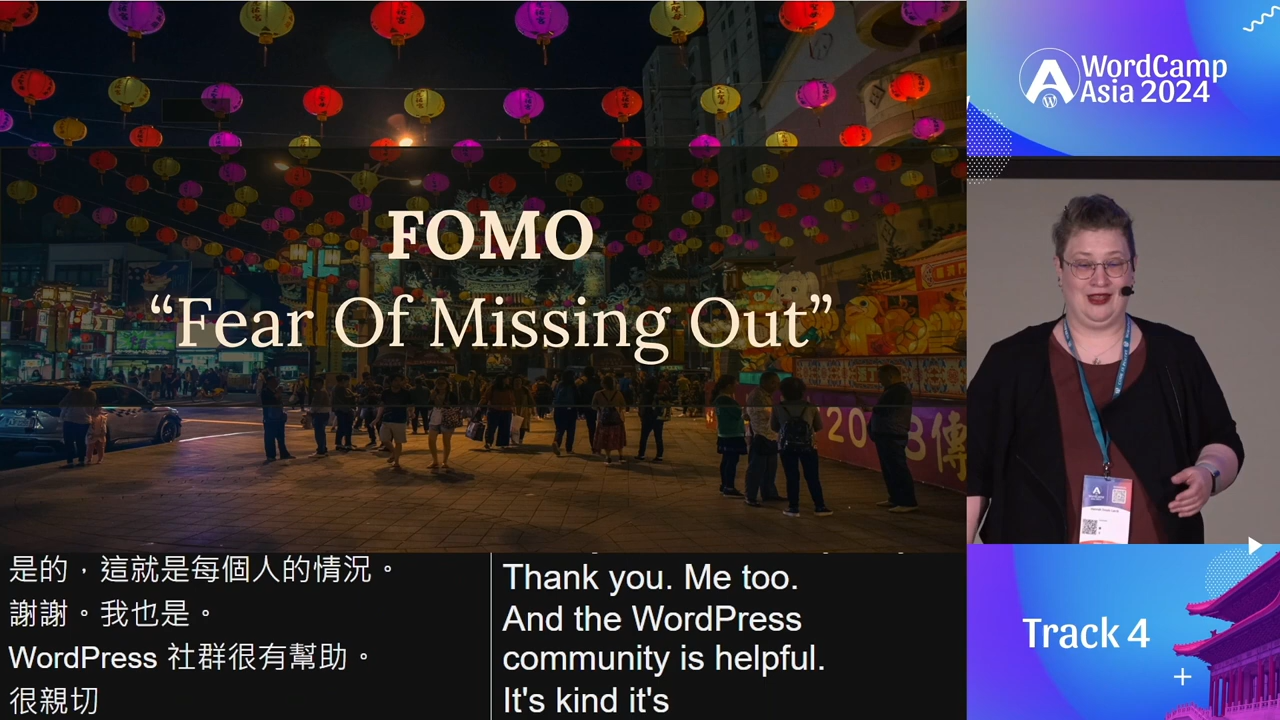 FOMO
“Fear Of Missing Out”
是的，這就是每個人的情況。
謝謝。我也是。
WordPress 社群很有幫助。
很親切
Thank you. Me too.
And the WordPress
community is helpful.
It's kind it's
WordCamp
Asia 2024
Track 4